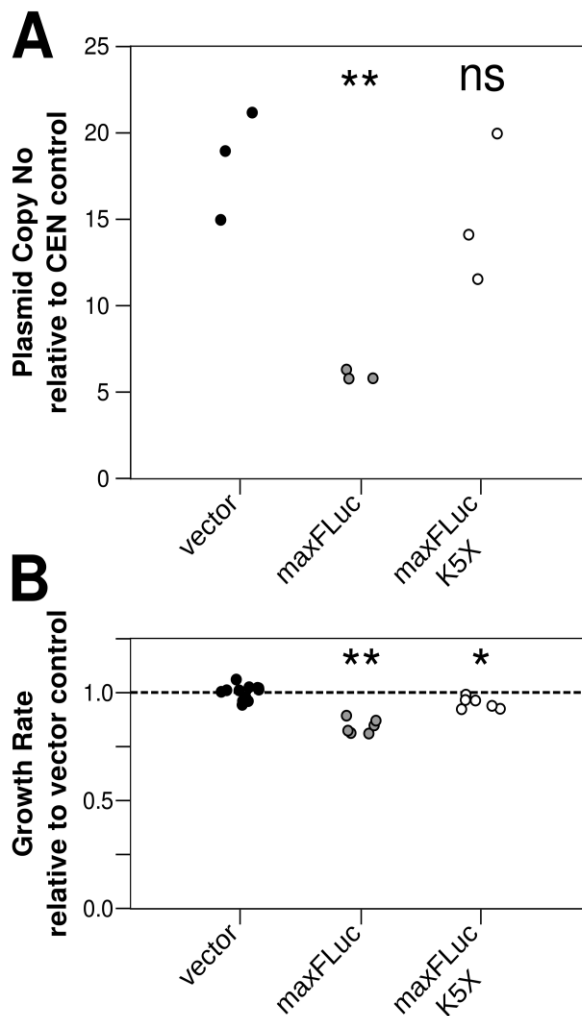 A
Plasmid Copy No
relative to CEN control
25
20
15
10
5
0
**
ns
vector
maxFLuc
maxFLuc
K5X
B
Growth Rate
relative to vector control
1.0
0.5
0.0
**
*
vector
maxFLuc
maxFLuc
K5X